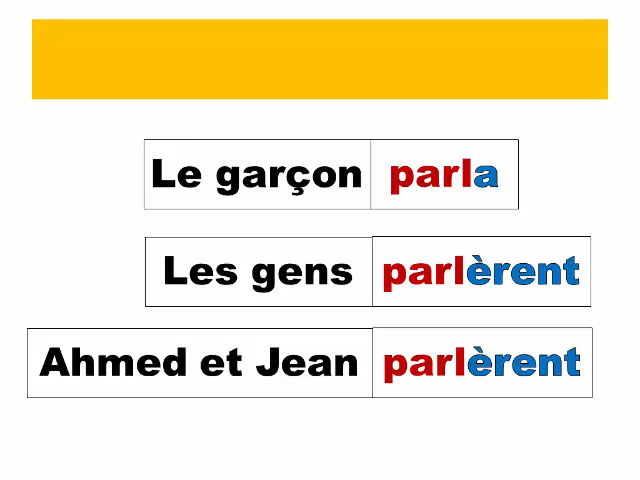 Le garçon parla
Les gens parlèrent
Ahmed et Jean parlèrent